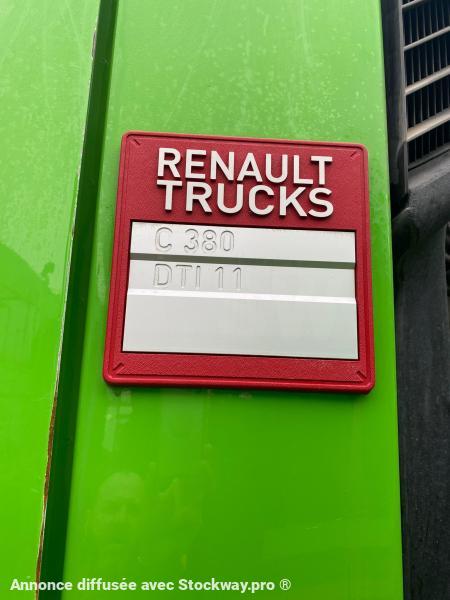 RENAULT
TRUCKS
C 380
DTI 11
Annonce diffusée avec Stockway.pro ®